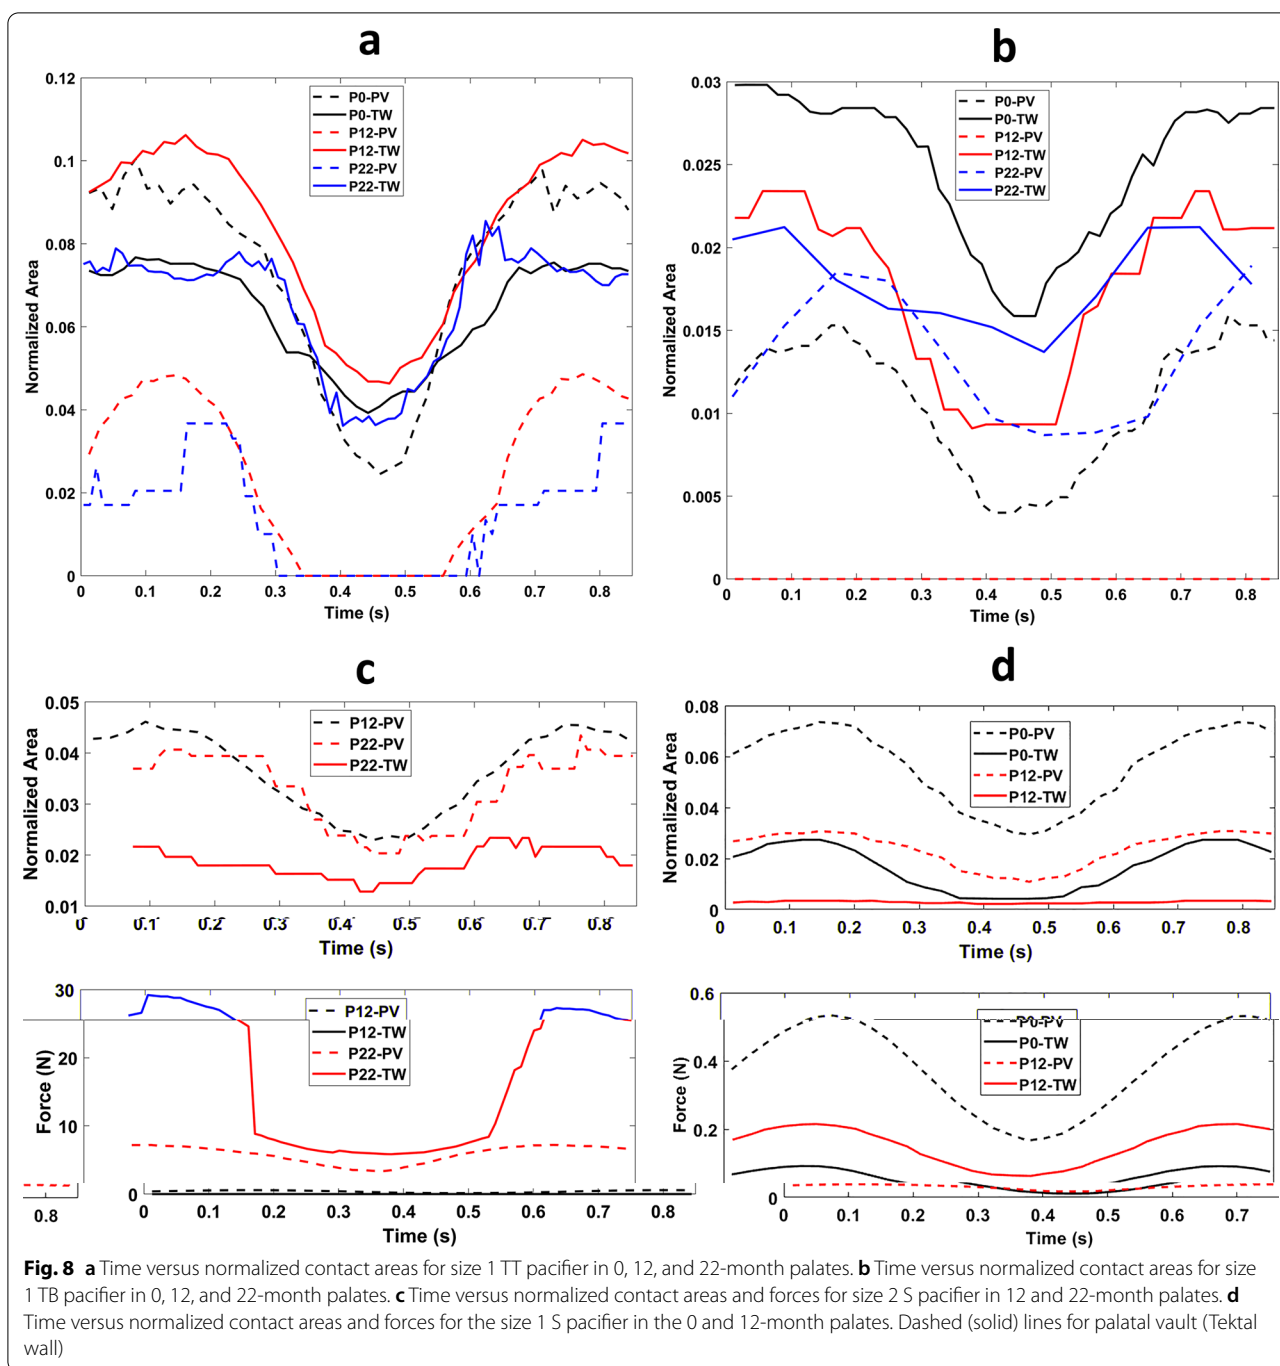 a
0.12
0.1
0.08
0.06
0.04
0.02
0
Normalized Area
P0-PV
P0-TW
P12-PV
P12-TW
P22-PV
P22-TW
0.1 0.2 0.3 0.4 0.5 0.6 0.7 0.8
Time (s)
b
0.03
0.025
0.02
0.015
0.01
0.005
0
Normalized Area
P0-PV
P0-TW
P12-PV
P12-TW
P22-PV
P22-TW
0 0.1 0.2 0.3 0.4 0.5 0.6 0.7 0.8
Time (s)
c
0.05
0.04
0.03
0.02
0.01
Normalized Area
P12-PV
P22-PV
P22-TW
0 0.1 0.2 0.3 0.4 0.5 0.6 0.7 0.8
Time (s)
d
0.08
0.06
0.04
0.02
0
Normalized Area
P0-PV
P0-TW
P12-PV
P12-TW
0 0.1 0.2 0.3 0.4 0.5 0.6 0.7 0.8
Time (s)
30
20
10
0
Force (N)
P12-PV
P12-TW
P22-PV
P22-TW
0.8
0 0.1 0.2 0.3 0.4 0.5 0.6 0.7 0.8
Time (s)
0.6
0.4
0.2
0
Force (N)
P0-PV
P0-TW
P12-PV
P12-TW
0 0.1 0.2 0.3 0.4 0.5 0.6 0.7
Time (s)
Fig. 8 a Time versus normalized contact areas for size 1 TT pacifier in 0, 12, and 22-month palates. b Time versus normalized contact areas for size
1 TB pacifier in 0, 12, and 22-month palates. c Time versus normalized contact areas and forces for size 2 S pacifier in 12 and 22-month palates. d
Time versus normalized contact areas and forces for the size 1 S pacifier in the 0 and 12-month palates. Dashed (solid) lines for palatal vault (Tektal
wall)